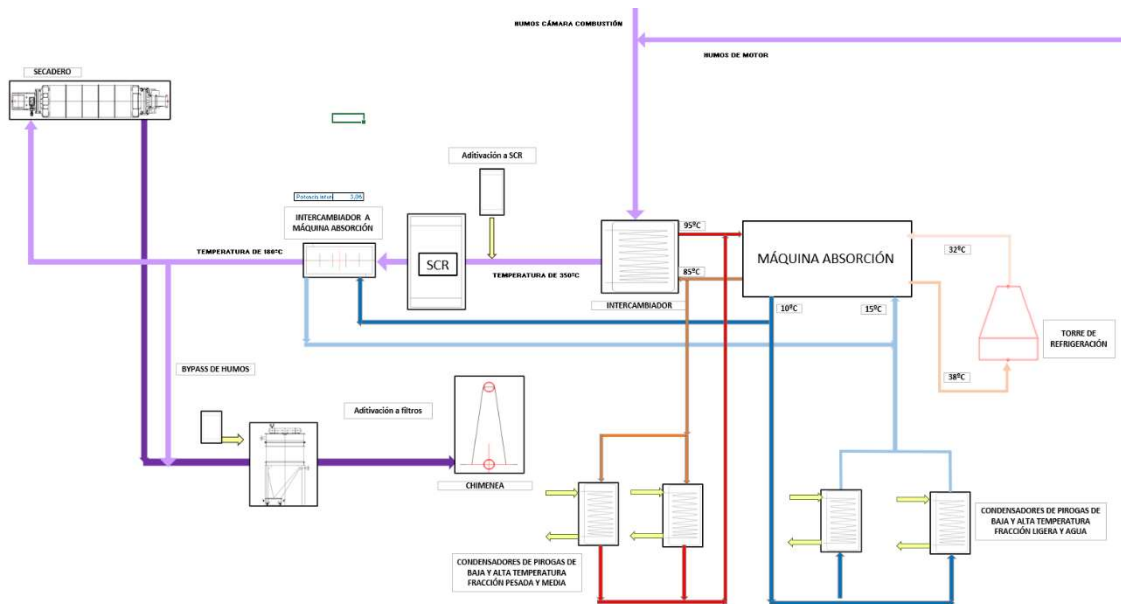 HUMOS CÁMARA COMBUSTIÓN
HUMOS DE MOTOR
SECADERO
Aditivación a SCR
3,06
INTERCAMBIADOR A
MÁQUINA ABSORCIÓN
TEMPERATURA DE 186ºC
SCR
TEMPERATURA DE 350ºC
95ºC
85ºC
INTERCAMBIADOR
MÁQUINA ABSORCIÓN
10ºC
15ºC
32ºC
38ºC
TORRE DE
REFRIGERACIÓN
BYPASS DE HUMOS
Aditivación a filtros
CHIMENEA
CONDENSADORES DE PIROGAS DE
BAJA Y ALTA TEMPERATURA
FRACCIÓN PESADA Y MEDIA
CONDENSADORES DE PIROGAS DE
BAJA Y ALTA TEMPERATURA
FRACCIÓN LIGERA Y AGUA